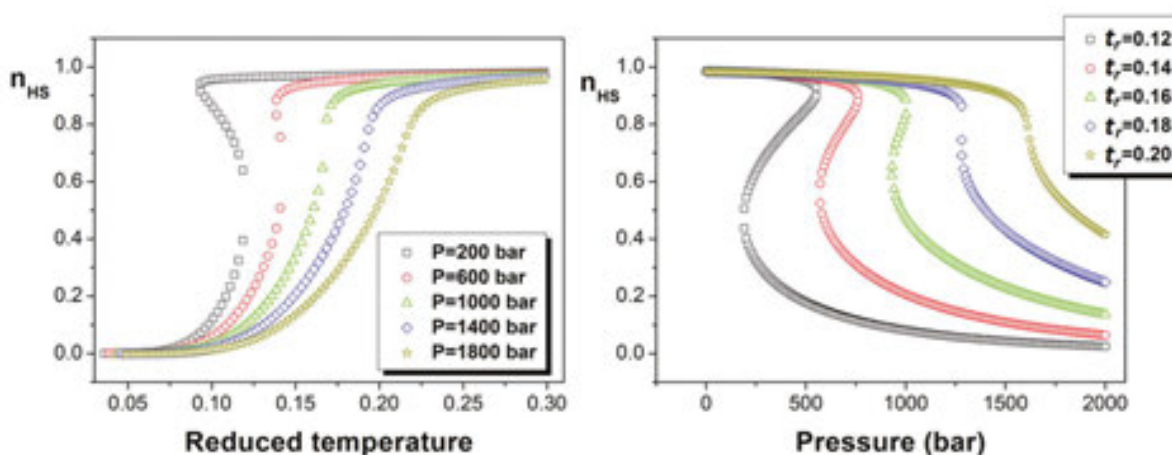 n_HS
1.0
0.8
0.6
0.4
0.2
0.0
0.05 0.10 0.15 0.20 0.25 0.30
Reduced temperature
P=200 bar
P=600 bar
P=1000 bar
P=1400 bar
P=1800 bar
n_HS
1.0
0.8
0.6
0.4
0.2
0.0
0 500 1000 1500 2000
Pressure (bar)
t_r=0.12
t_r=0.14
t_r=0.16
t_r=0.18
t_r=0.20